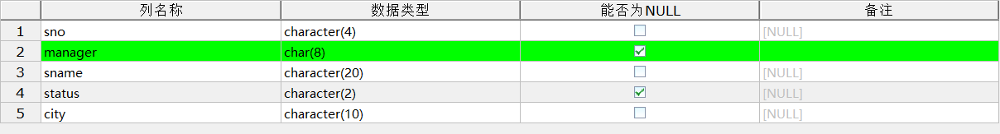 列名称 数据类型 能否为NULL 备注
1 sno character(4) [NULL]
2 manager char(8)
3 sname character(20) [NULL]
4 status character(2) [NULL]
5 city character(10) [NULL]